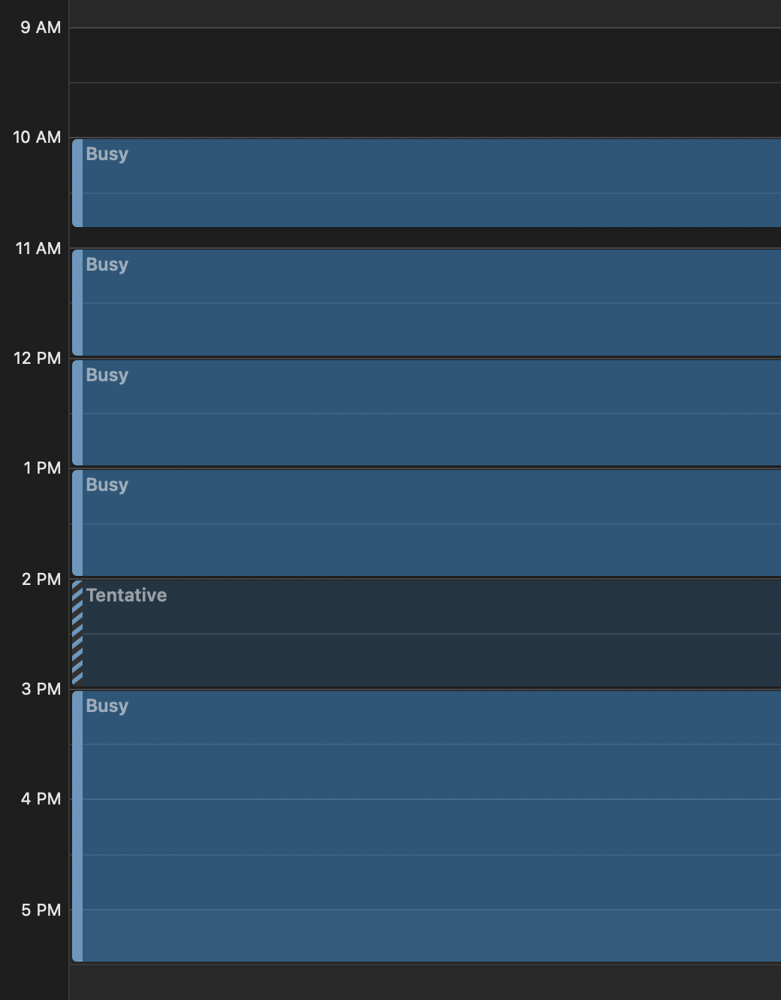 9 AM
10 AM
Busy
11 AM
Busy
12 PM
Busy
1 PM
Busy
2 PM
Tentative
3 PM
Busy
4 PM
5 PM